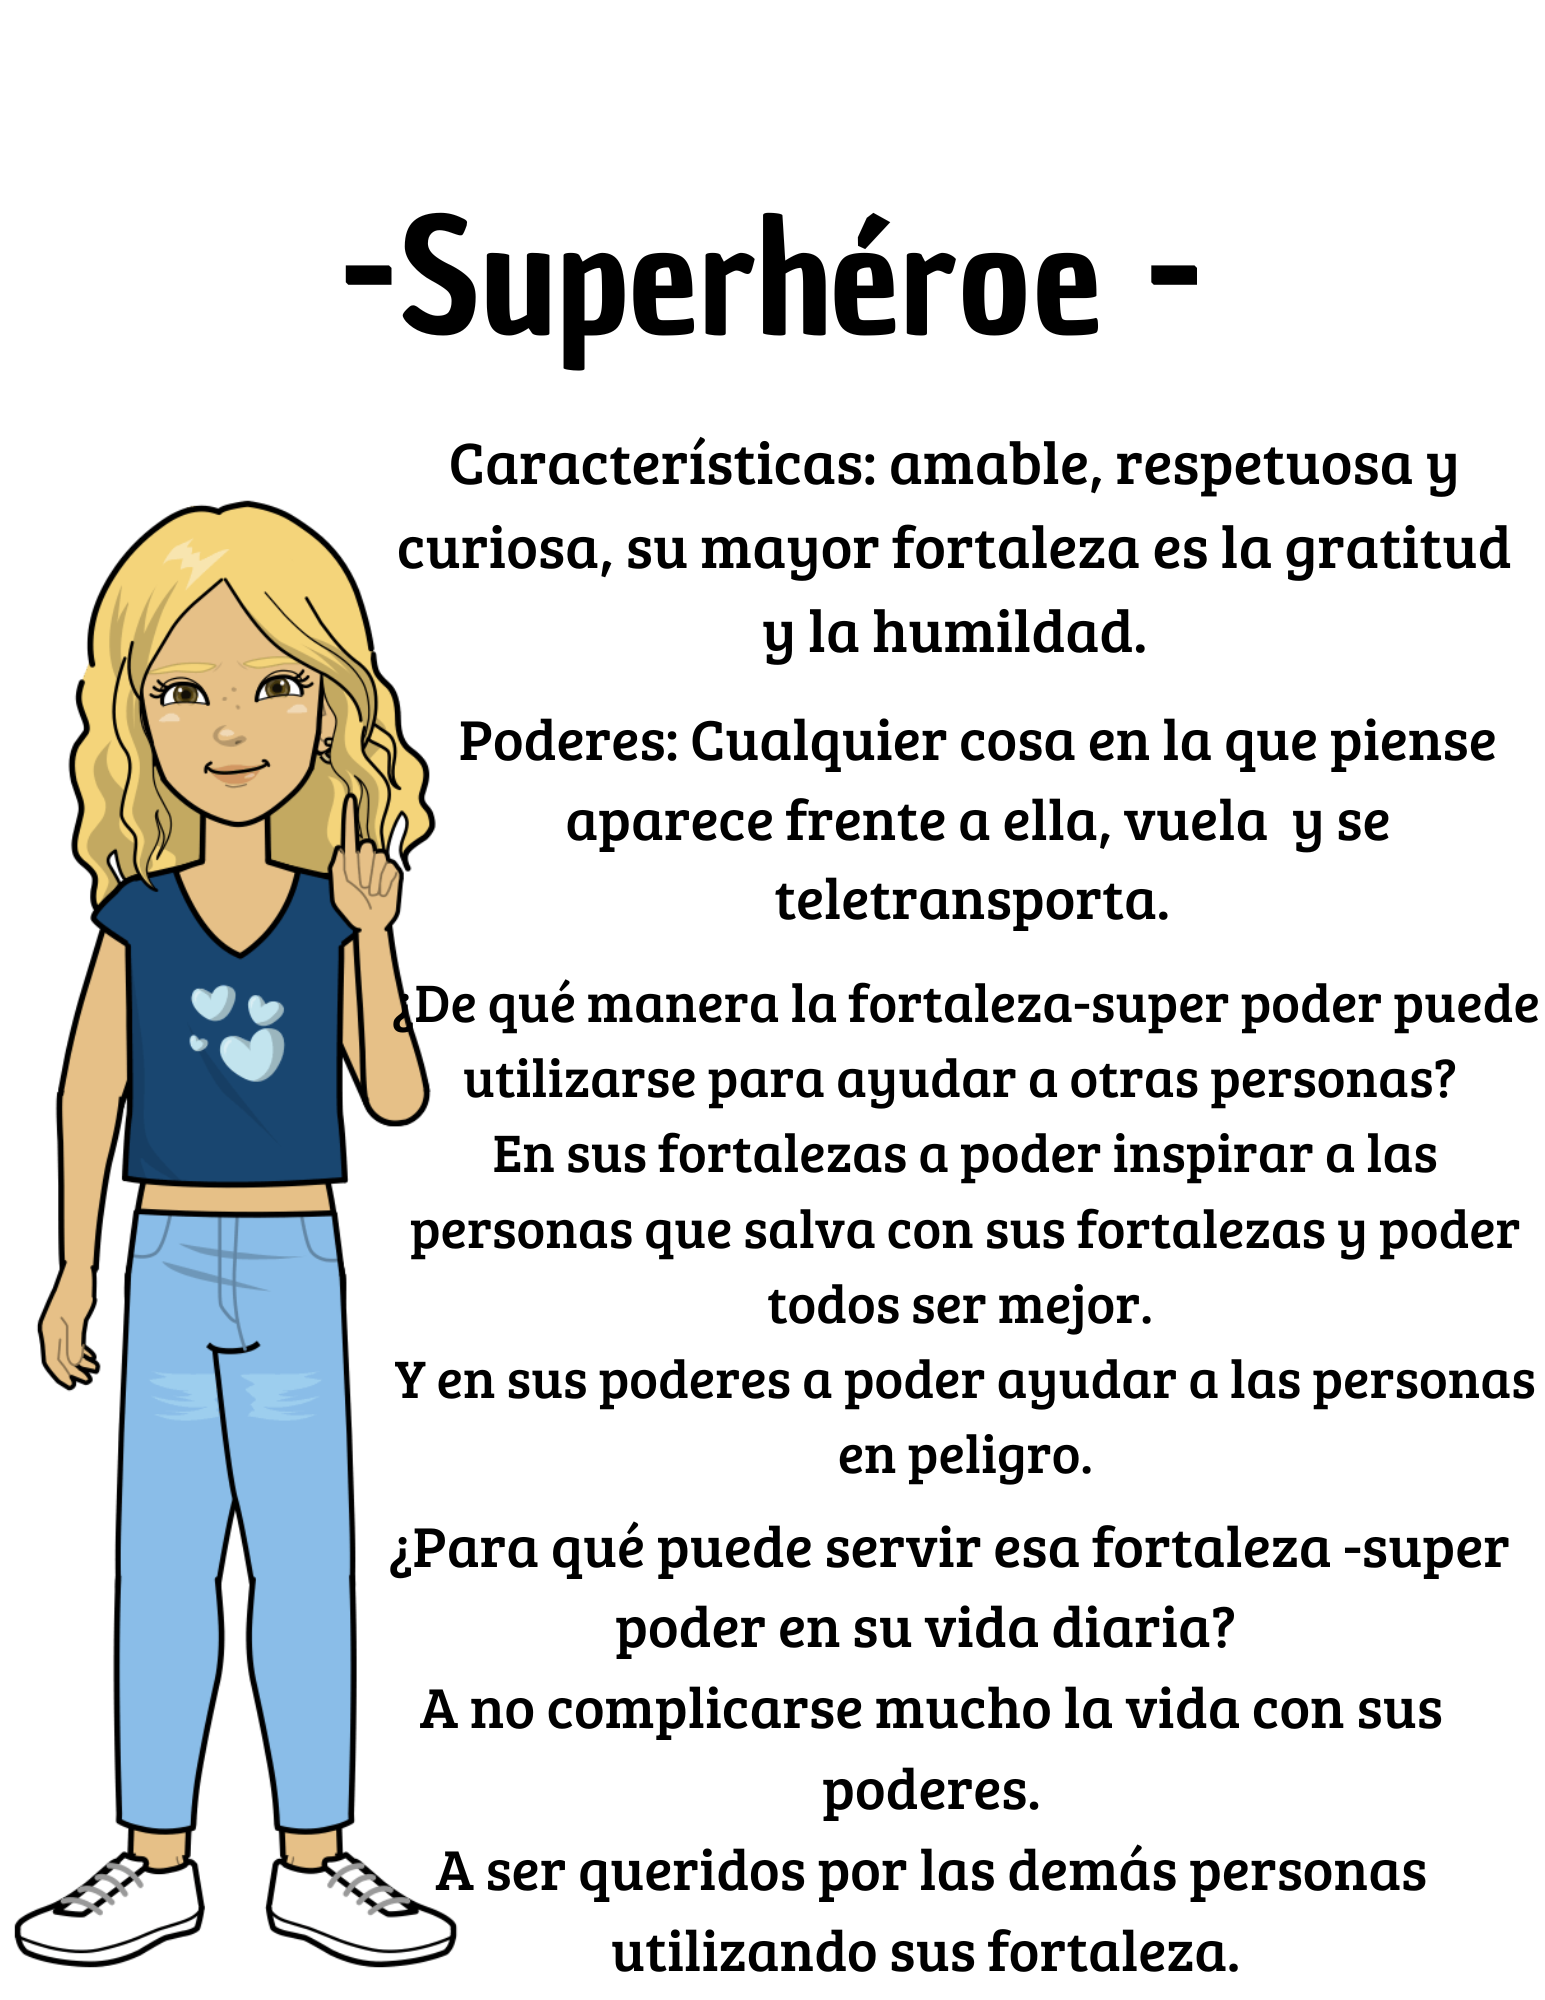 -Superhéroe -
Características: amable, respetuosa y
curiosa, su mayor fortaleza es la gratitud
y la humildad.
Poderes: Cualquier cosa en la que piense
aparece frente a ella, vuela  y se
teletransporta.
¿De qué manera la fortaleza-super poder puede
utilizarse para ayudar a otras personas?
En sus fortalezas a poder inspirar a las
personas que salva con sus fortalezas y poder
todos ser mejor.
Y en sus poderes a poder ayudar a las personas
en peligro.
¿Para qué puede servir esa fortaleza -super
poder en su vida diaria?
A no complicarse mucho la vida con sus
poderes.
A ser queridos por las demás personas
utilizando sus fortaleza.